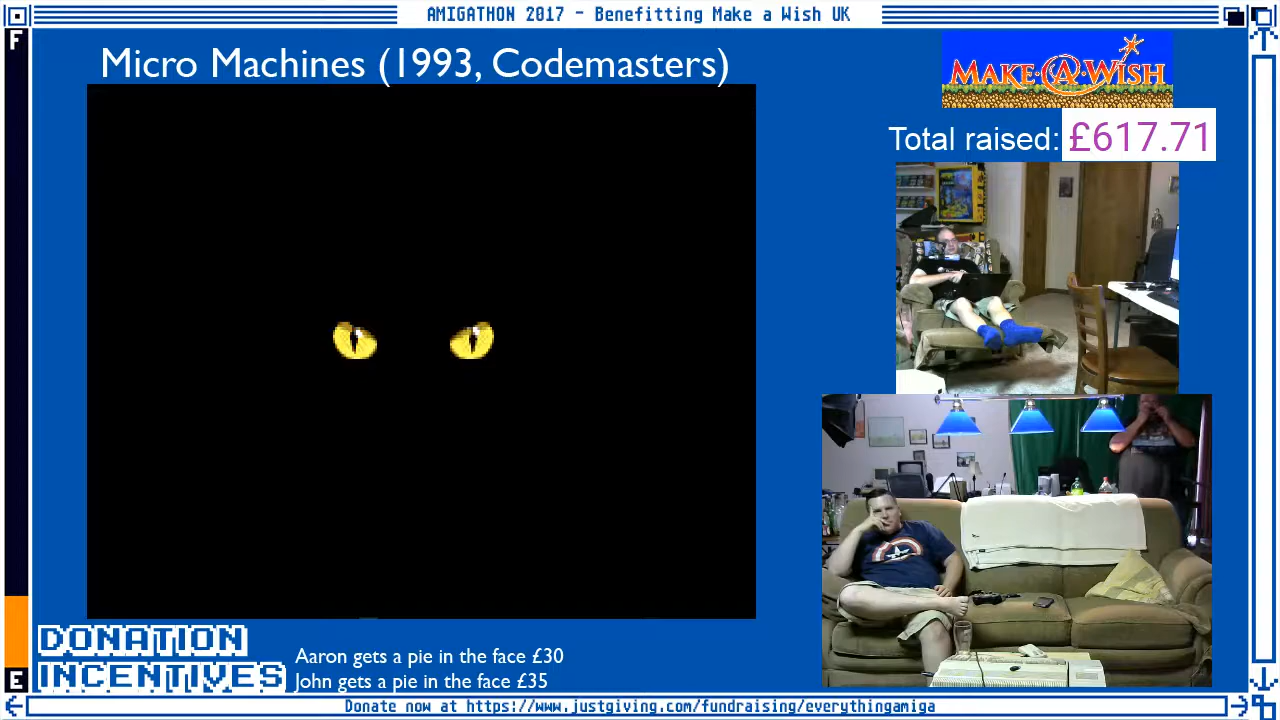 AMIGATHON 2017 - Benefitting Make a Wish UK
F
Micro Machines (1993, Codemasters)
MAKE-A-WISH
Total raised: £617.71
DONATION
INCENTIVES
Aaron gets a pie in the face £30
John gets a pie in the face £35
E
Donate now at https://www.justgiving.com/fundraising/everythingamiga